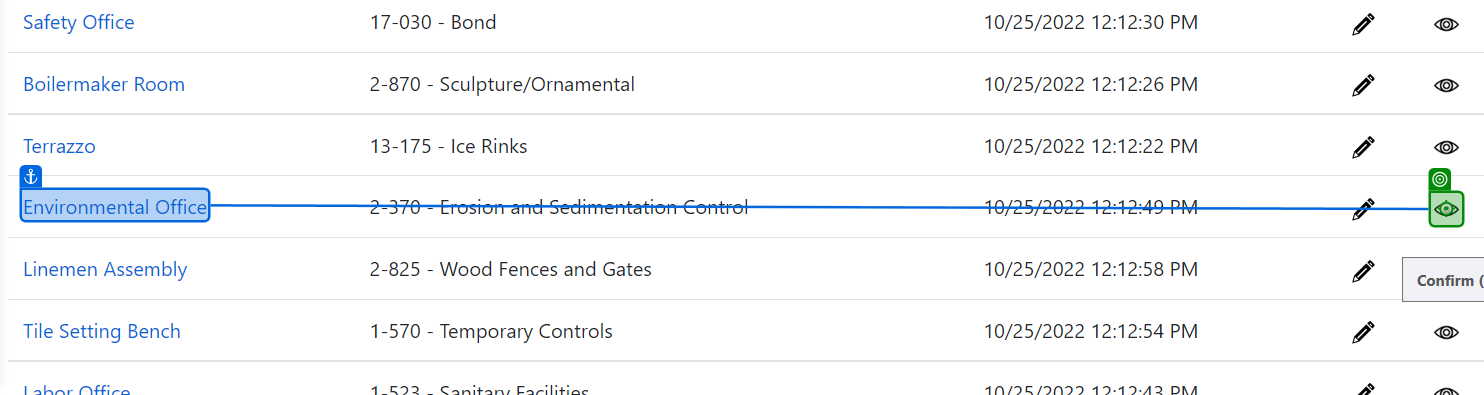 Safety Office 17-030 - Bond 10/25/2022 12:12:30 PM
Boilermaker Room 2-870 - Sculpture/Ornamental 10/25/2022 12:12:26 PM
Terrazzo 13-175 - Ice Rinks 10/25/2022 12:12:22 PM
Environmental Office 2-370 - Erosion and Sedimentation Control 10/25/2022 12:12:49 PM
Linemen Assembly 2-825 - Wood Fences and Gates 10/25/2022 12:12:58 PM
Confirm (
Tile Setting Bench 1-570 - Temporary Controls 10/25/2022 12:12:54 PM
Labor Office 1-523 - Sanitary Facilities 10/25/2022 12:12:43 PM